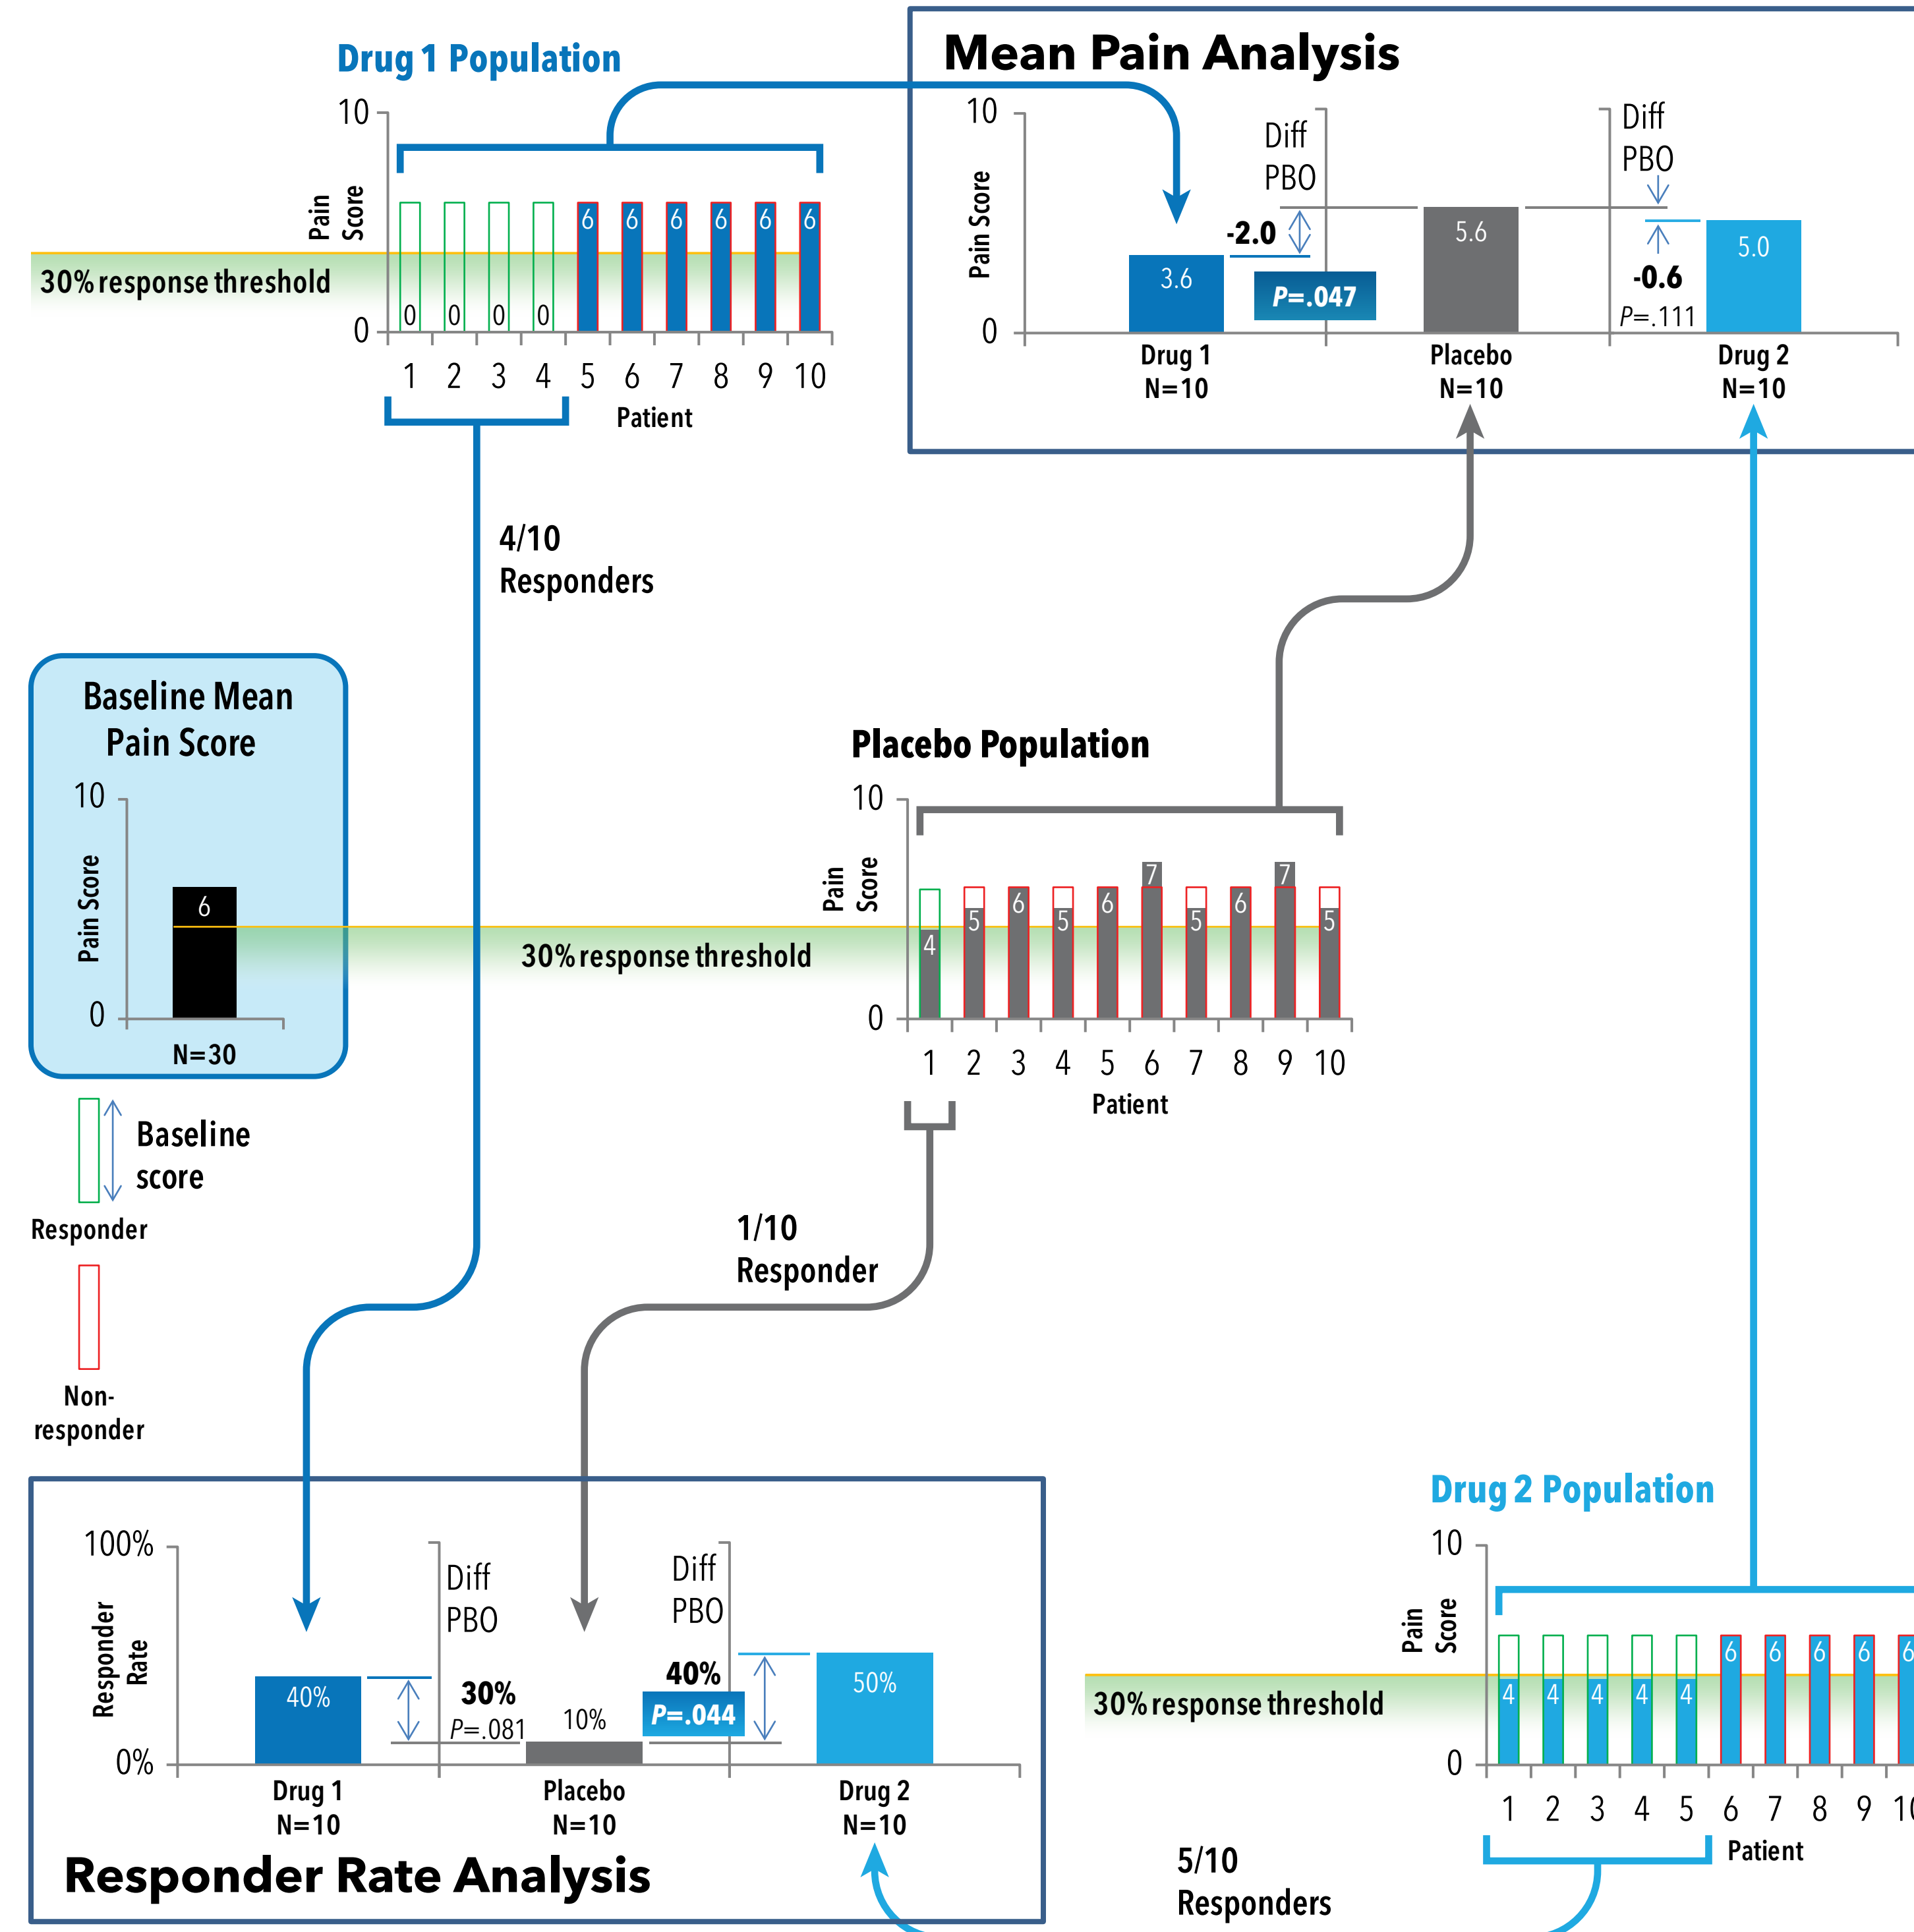 Drug 1 Population
10
Pain
Score
6 6 6 6 6 6
30% response threshold
0 0 0 0
0
1 2 3 4 5 6 7 8 9 10
Patient
4/10
Responders
Mean Pain Analysis
10
Pain Score
0
Diff
PBO
-2.0
P=.047
3.6
5.6
Diff
PBO
-0.6
P=.111
5.0
Drug 1
N=10
Placebo
N=10
Drug 2
N=10
Baseline Mean
Pain Score
10
Pain Score
6
0
N=30
30% response threshold
Placebo Population
10
Pain
Score
4 5 6 5 6 7 5 6 7 5
0
1 2 3 4 5 6 7 8 9 10
Patient
1/10
Responder
Baseline
score
Responder
Non-
responder
100%
Responder
Rate
0%
40%
Diff
PBO
30%
P=.081
10%
Diff
PBO
40%
P=.044
50%
Drug 1
N=10
Placebo
N=10
Drug 2
N=10
Responder Rate Analysis
Drug 2 Population
10
Pain
Score
30% response threshold
4 4 4 4 4 6 6 6 6 6
0
1 2 3 4 5 6 7 8 9 10
Patient
5/10
Responders